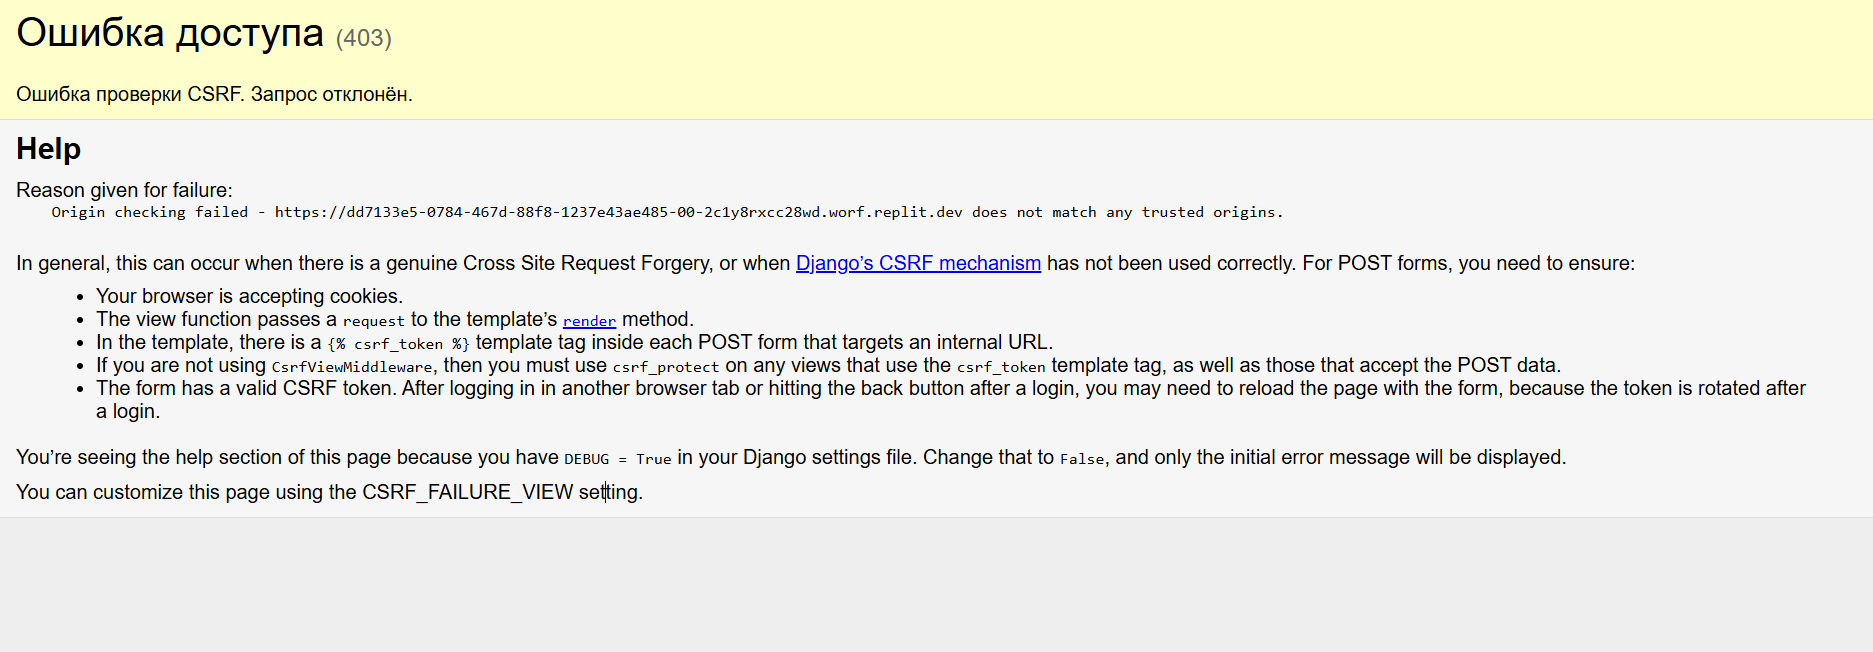 Ошибка доступа (403)
Ошибка проверки CSRF. Запрос отклонён.
Help
Reason given for failure:
Origin checking failed - https://dd7133e5-0784-467d-88f8-1237e43ae485-00-2c1y8rxcc28wd.worf.replit.dev does not match any trusted origins.
In general, this can occur when there is a genuine Cross Site Request Forgery, or when Django’s CSRF mechanism has not been used correctly. For POST forms, you need to ensure:
• Your browser is accepting cookies.
• The view function passes a request to the template’s render method.
• In the template, there is a {% csrf_token %} template tag inside each POST form that targets an internal URL.
• If you are not using CsrfViewMiddleware, then you must use csrf_protect on any views that use the csrf_token template tag, as well as those that accept the POST data.
• The form has a valid CSRF token. After logging in in another browser tab or hitting the back button after a login, you may need to reload the page with the form, because the token is rotated after
a login.
You’re seeing the help section of this page because you have DEBUG = True in your Django settings file. Change that to False, and only the initial error message will be displayed.
You can customize this page using the CSRF_FAILURE_VIEW setting.